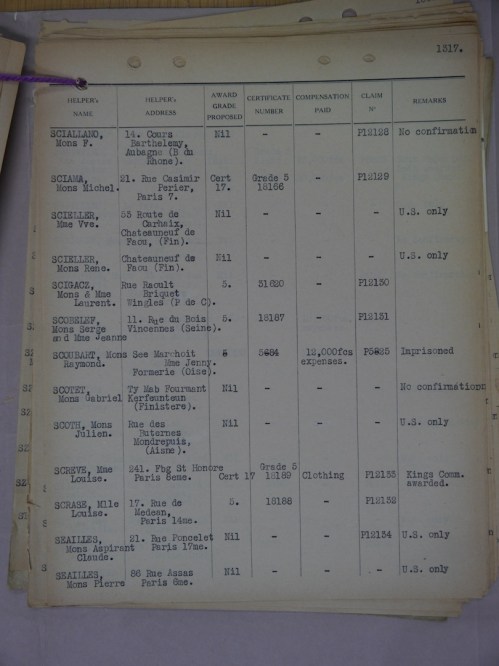 1317.
HELPER's NAME HELPER's ADDRESS AWARD GRADE PROPOSED CERTIFICATE NUMBER COMPENSATION PAID CLAIM Nº REMARKS
SCIALLANO, 14. Cours Nil - - P12128 No confirmation
Mons F. Barthelemy,
Aubagne (B du
Rhone).
SCIAMA, 21. Rue Casimir Cert Grade 5 - P12129
Mons Michel. Perier, 17. 18166
Paris 7.
SCIELLER, 53 Route de Nil - - - U.S. only
Mme Vve. Carhaix,
Chateauneuf de
Faou, (Fin).
SCIELLER, Chateauneuf de Nil - - - U.S. only
Mons Rene. Faou (Fin).
SCIGACZ, Rue Raoult 5. 31620 - P12130
Mons & Mme Briquet
Laurent. Wingles (P de C).
SCOBELEF, 11. Rue du Bois 5. 18167 - P12131
Mons Serge Vincennes (Seine).
and Mme Jeanne
SCOUBART, Mons See Marchoit 12,000fcs Imprisoned
Raymond. Mme Jenny. expenses.
Formerie (Oise).
SCOTET, Ty Mab Fourmant Nil - - - No confirmation
Mons Gabriel Kerfeunteun
(Finistere).
SCOTH, Mons Rue des Nil - - - U.S. only
Julien. Buternes
Mondrepuis,
(Aisne).
SCREVE, Mme 241. Fbg St Honore Grade 5
Louise. Paris 8eme. Cert 17 18189 Clothing P12133 Kings Comm.
awarded.
SCRASE, Mlle 17. Rue de 5. 18188 - P12132
Louise. Medean,
Paris 14me.
SEAILLES, 21. Rue Poncelet Nil - - P12134 U.S. only
Mons Aspirant Paris 17me.
Claude.
SEAILLES, 86 Rue Assas Nil - - - U.S. only
Mons Pierre Paris 6me.